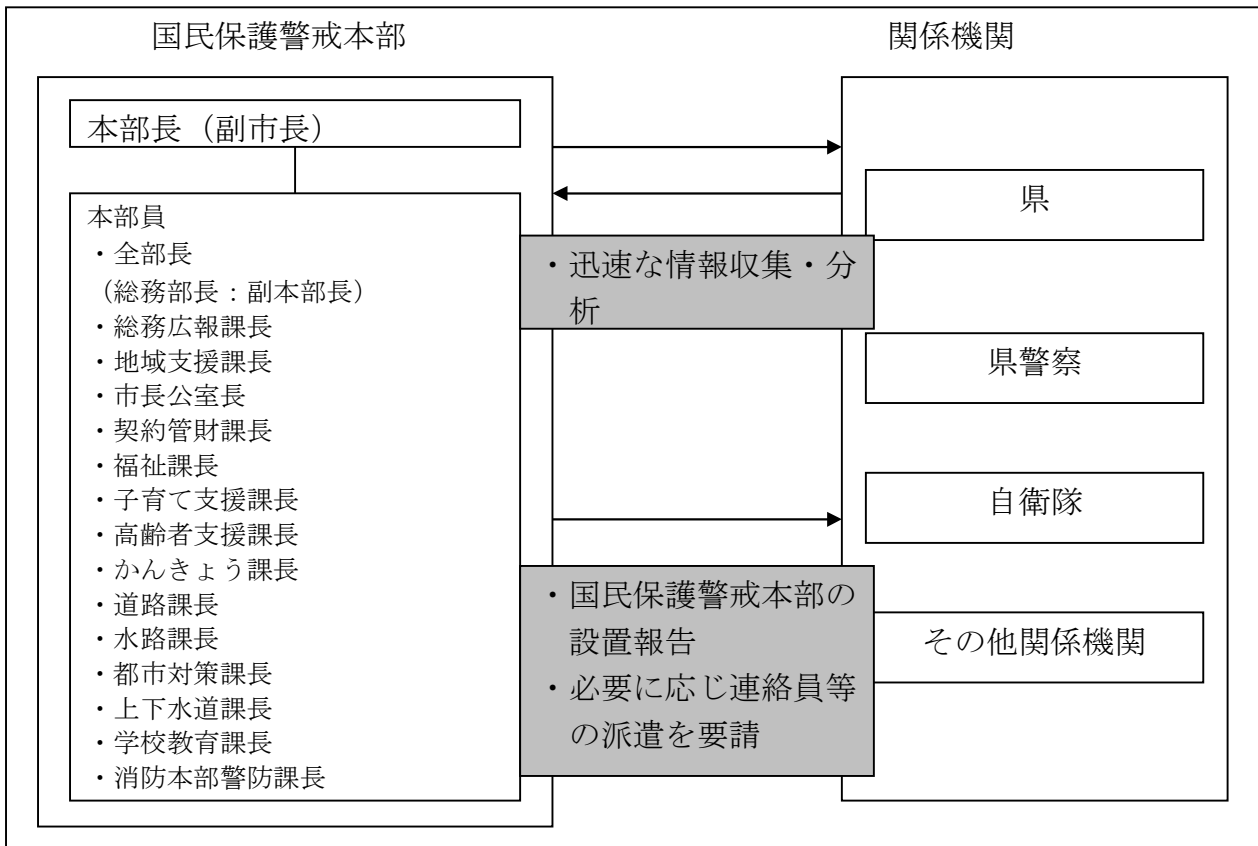 国民保護警戒本部
関係機関
本部長（副市長）
本部員
・全部長
（総務部長：副本部長）
・総務広報課長
・地域支援課長
・市長公室長
・契約管財課長
・福祉課長
・子育て支援課長
・高齢者支援課長
・かんきょう課長
・道路課長
・水路課長
・都市対策課長
・上下水道課長
・学校教育課長
・消防本部警防課長
・迅速な情報収集・分
析
・国民保護警戒本部の
設置報告
・必要に応じ連絡員等
の派遣を要請
県
県警察
自衛隊
その他関係機関